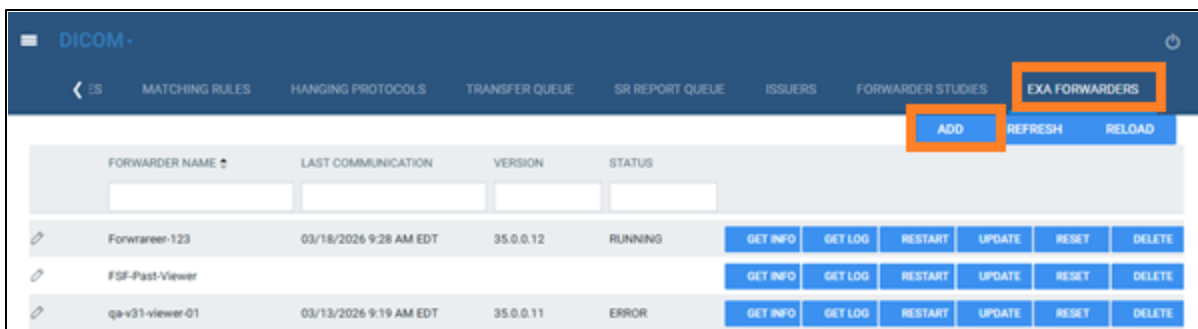 DICOM
ES MATCHING RULES HANGING PROTOCOLS TRANSFER QUEUE SR REPORT QUEUE ISSUERS FORWARDER STUDIES EXA FORWARDERS
ADD REFRESH RELOAD
FORWARDER NAME LAST COMMUNICATION VERSION STATUS
Forwrareer-123 03/18/2026 9:28 AM EDT 35.0.0.12 RUNNING GET INFO GET LOG RESTART UPDATE RESET DELETE
FSF-Past-Viewer GET INFO GET LOG RESTART UPDATE RESET DELETE
qa-v31-viewer-01 03/13/2026 9:19 AM EDT 35.0.0.11 ERROR GET INFO GET LOG RESTART UPDATE RESET DELETE